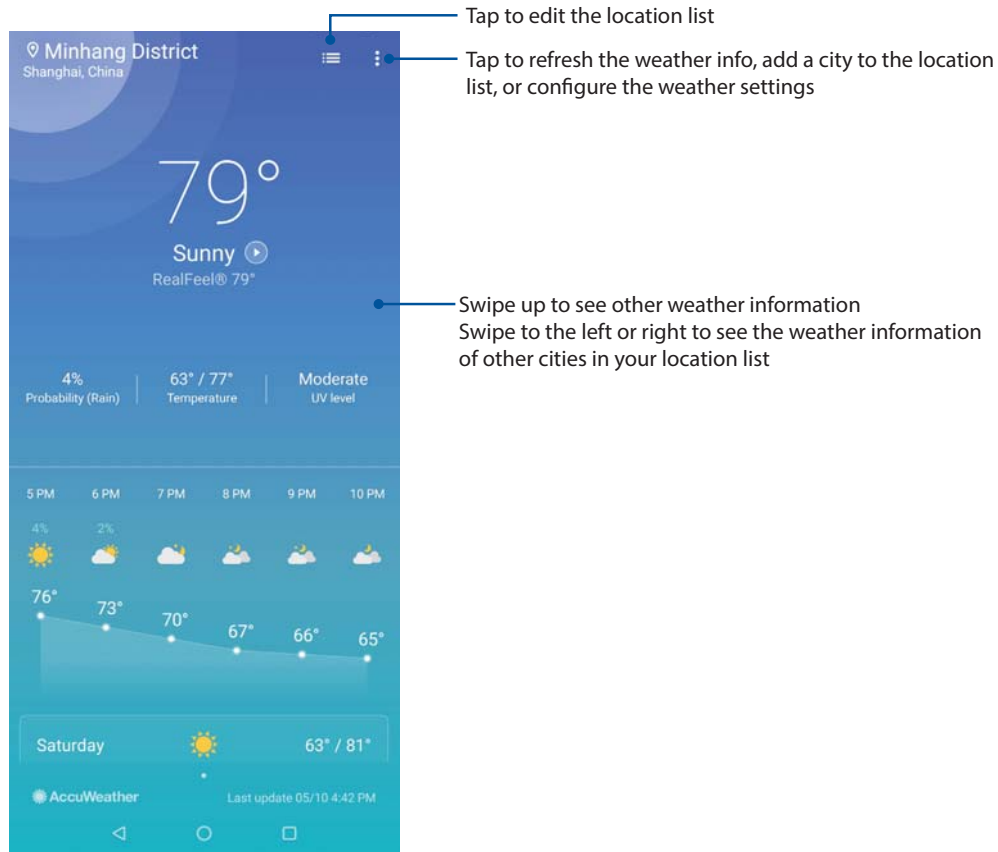 Tap to edit the location list
Minhang District
Shanghai, China
Tap to refresh the weather info, add a city to the location
list, or configure the weather settings
79°
Sunny
RealFeel® 79°
Swipe up to see other weather information
Swipe to the left or right to see the weather information
of other cities in your location list
4% 63° / 77° Moderate
Probability (Rain) Temperature UV level
5 PM 6 PM 7 PM 8 PM 9 PM 10 PM
4% 2%
76° 73° 70° 67° 66° 65°
Saturday 63° / 81°
AccuWeather Last update 05/10 4:42 PM